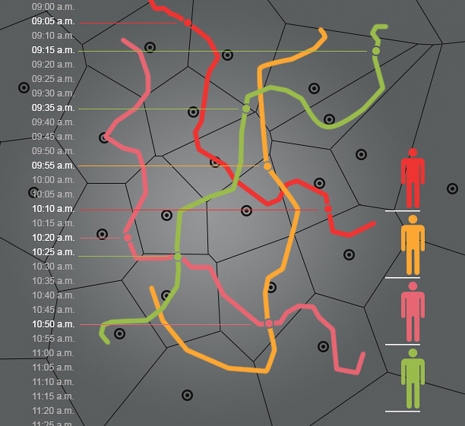 09:00 a.m.
09:05 a.m.
09:10 a.m.
09:15 a.m.
09:20 a.m.
09:25 a.m.
09:30 a.m.
09:35 a.m.
09:40 a.m.
09:45 a.m.
09:50 a.m.
09:55 a.m.
10:00 a.m.
10:05 a.m.
10:10 a.m.
10:15 a.m.
10:20 a.m.
10:25 a.m.
10:30 a.m.
10:35 a.m.
10:40 a.m.
10:45 a.m.
10:50 a.m.
10:55 a.m.
11:00 a.m.
11:05 a.m.
11:10 a.m.
11:15 a.m.
11:20 a.m.
11:25 a.m.